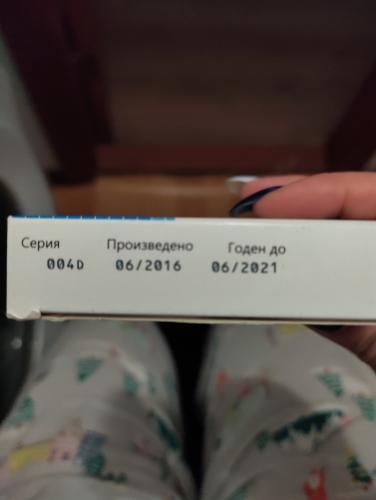 Серия Произведено Годен до
004D 06/2016 06/2021